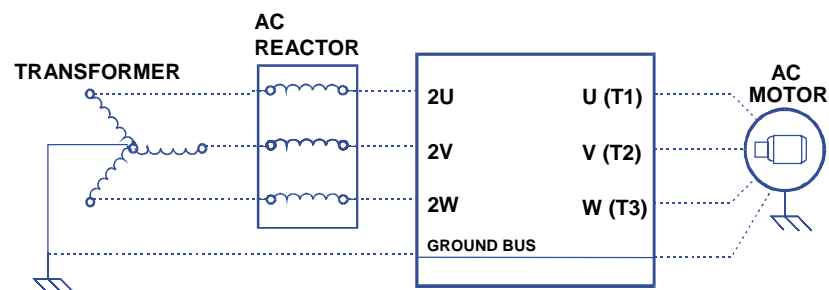 AC
REACTOR
TRANSFORMER
AC
MOTOR
2U
U (T1)
2V
V (T2)
2W
W (T3)
GROUND BUS